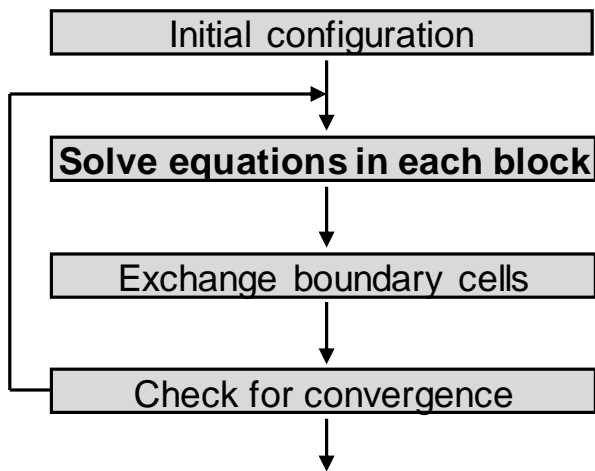 Initial configuration
Solve equations in each block
Exchange boundary cells
Check for convergence